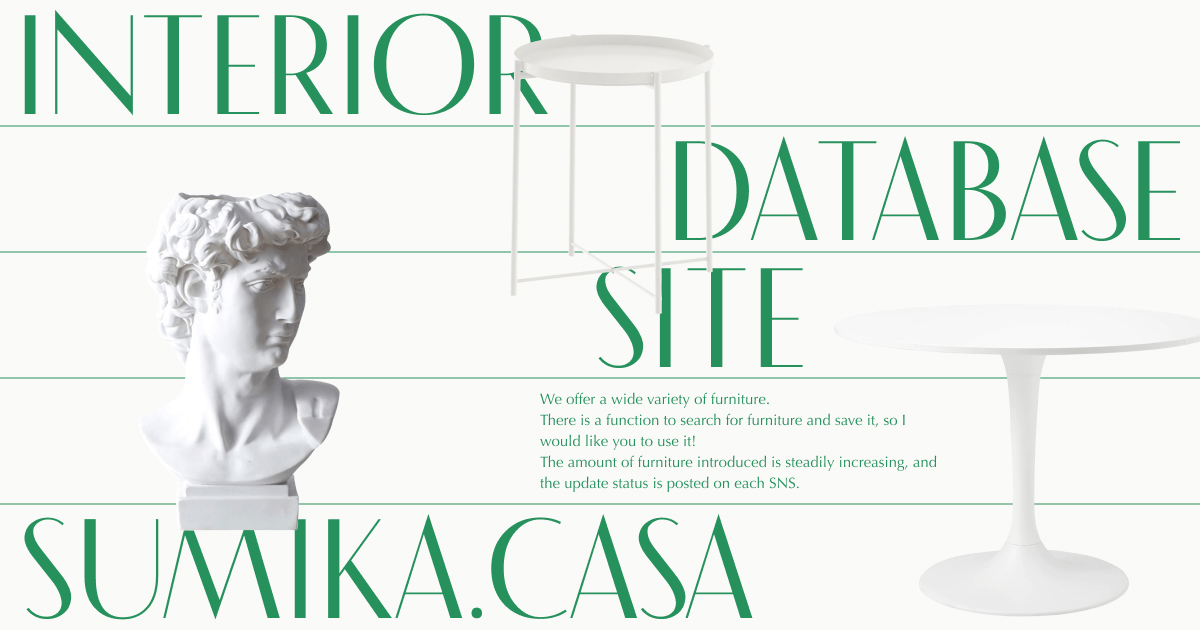 INTERIOR
DATABASE
SITE
We offer a wide variety of furniture.
There is a function to search for furniture and save it, so I
would like you to use it!
The amount of furniture introduced is steadily increasing, and
the update status is posted on each SNS.
SUMIKA.CASA